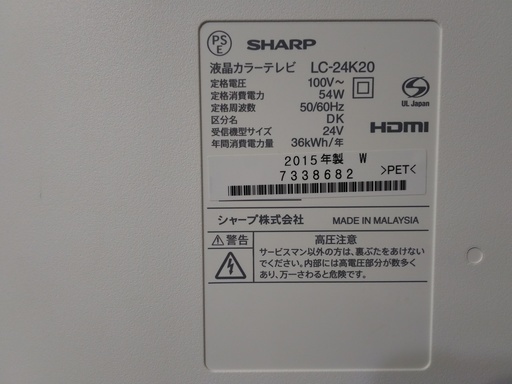 PS
E
SHARP
液晶カラーテレビ LC-24K20
定格電圧 100V~
定格消費電力 54W
定格周波数 50/60Hz
区分名 DK
受信機型サイズ 24V
年間消費電力量 36kWh/年
UL Japan
HDMI
2015年製 W
7338682
>PET<
シャープ株式会社 MADE IN MALAYSIA
警告 高圧注意
サービスマン以外の方は、裏ぶたをあけない
でください。内部には高電圧部分が数多く
あり、万一さわると危険です。